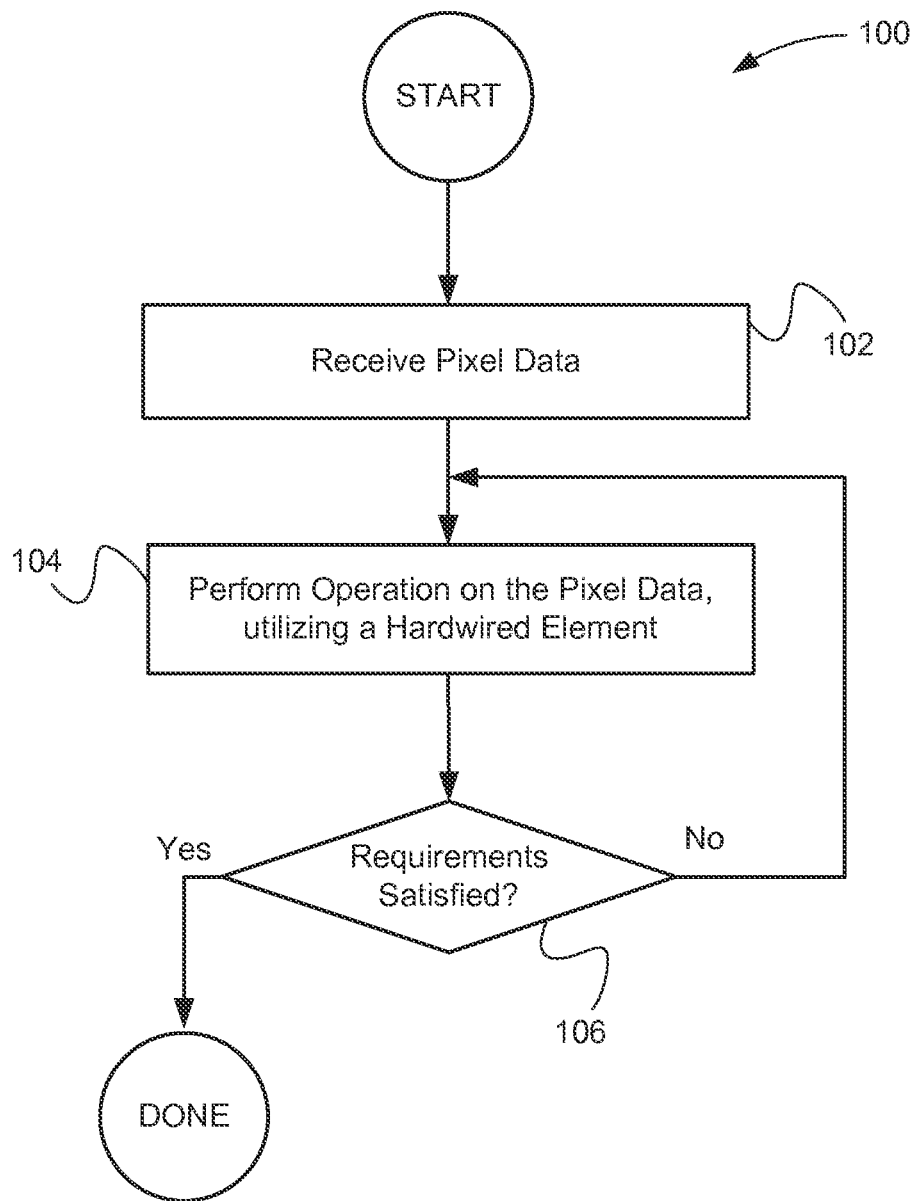 100
START
Receive Pixel Data
102
104
Perform Operation on the Pixel Data,
utilizing a Hardwired Element
Yes
Requirements
Satisfied?
No
106
DONE